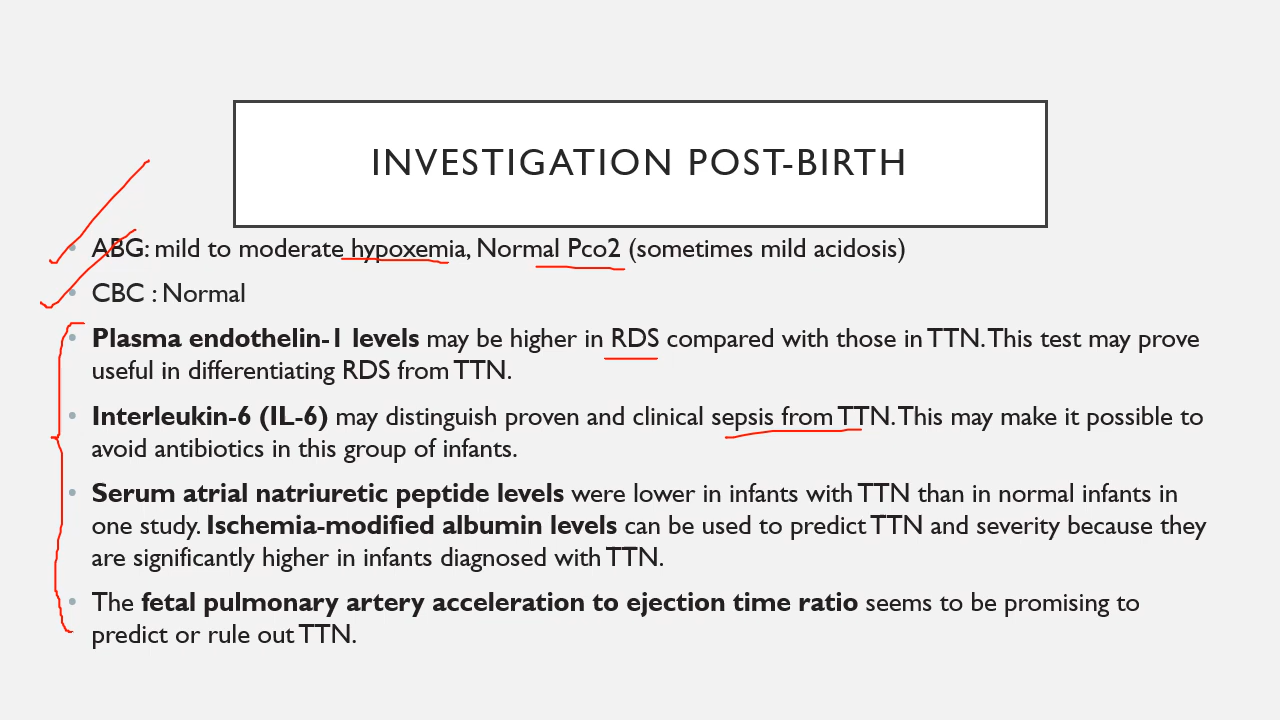 INVESTIGATION POST-BIRTH
• ABG: mild to moderate hypoxemia, Normal Pco2 (sometimes mild acidosis)
• CBC : Normal
• Plasma endothelin-1 levels may be higher in RDS compared with those in TTN. This test may prove
useful in differentiating RDS from TTN.
• Interleukin-6 (IL-6) may distinguish proven and clinical sepsis from TTN. This may make it possible to
avoid antibiotics in this group of infants.
• Serum atrial natriuretic peptide levels were lower in infants with TTN than in normal infants in
one study. Ischemia-modified albumin levels can be used to predict TTN and severity because they
are significantly higher in infants diagnosed with TTN.
• The fetal pulmonary artery acceleration to ejection time ratio seems to be promising to
predict or rule out TTN.